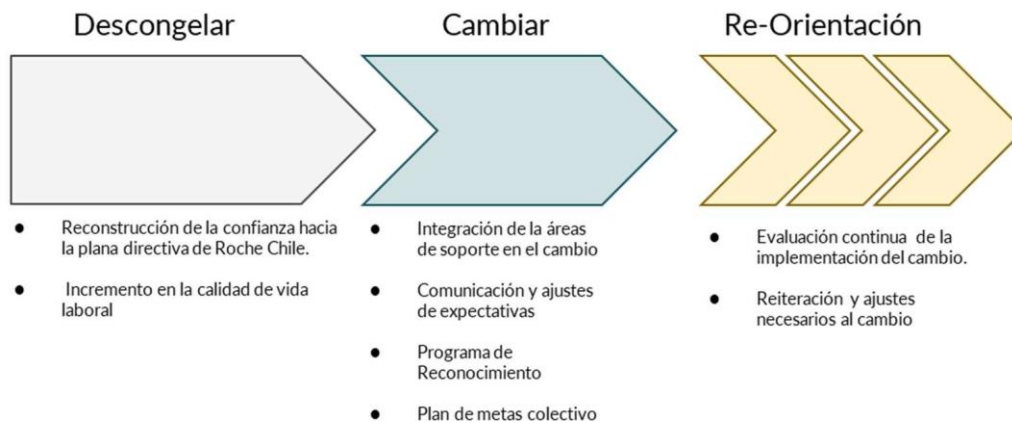 Descongelar
Cambiar
Re-Orientación
● Reconstrucción de la confianza hacia
la plana directiva de Roche Chile.
● Incremento en la calidad de vida
laboral
● Integración de la áreas
de soporte en el cambio
● Comunicación y ajustes
de expectativas
● Programa de
Reconocimiento
● Plan de metas colectivo
● Evaluación continua de la
implementación del cambio.
● Reiteración y ajustes
necesarios al cambio